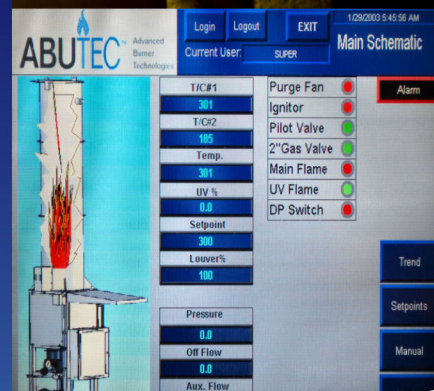 ABUTEC™ Advanced
Burner
Technologies
Login Logout EXIT
Current User: SUPER
1/29/2003 5:45:56 AM
Main Schematic
T/C#1
301
T/C#2
185
Temp.
301
UV %
0.0
Setpoint
300
Louver%
100
Pressure
0.0
Off Flow
0.0
Aux. Flow
Purge Fan
Ignitor
Pilot Valve
2"Gas Valve
Main Flame
UV Flame
DP Switch
Alarm
Trend
Setpoints
Manual